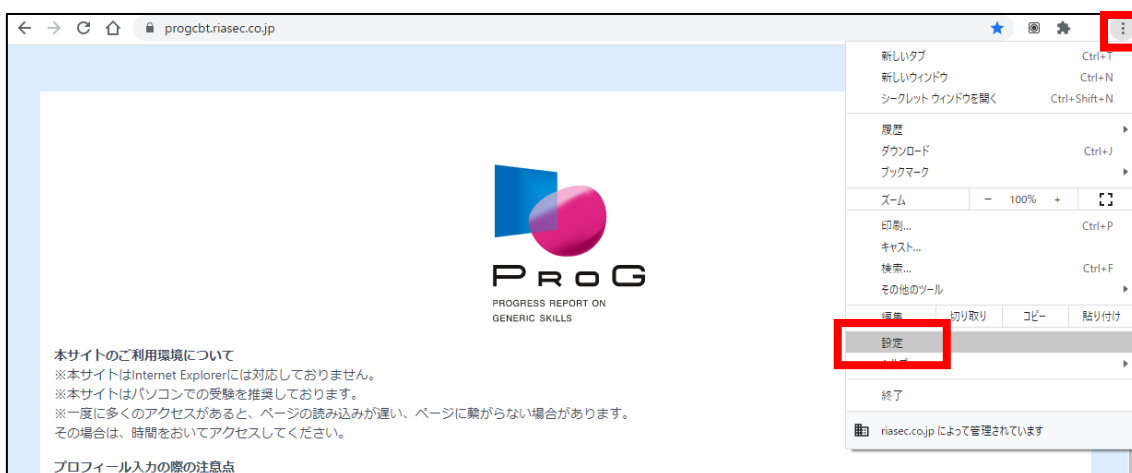 progcbt.riasec.co.jp
新しいタブ Ctrl+T
新しいウィンドウ Ctrl+N
シークレット ウィンドウを開く Ctrl+Shift+N
履歴
ダウンロード Ctrl+J
ブックマーク
ズーム - 100% +
印刷... Ctrl+P
キャスト...
検索... Ctrl+F
その他のツール
編集 切り取り コピー 貼り付け
設定
ヘルプ
終了
riasec.co.jp によって管理されています
PROG
PROGRESS REPORT ON
GENERIC SKILLS
本サイトのご利用環境について
※本サイトはInternet Explorerには対応しておりません。
※本サイトはパソコンでの受験を推奨しております。
※一度に多くのアクセスがあると、ページの読み込みが遅い、ページに繋がらない場合があります。
その場合は、時間をおいてアクセスしてください。
プロフィール入力の際の注意点